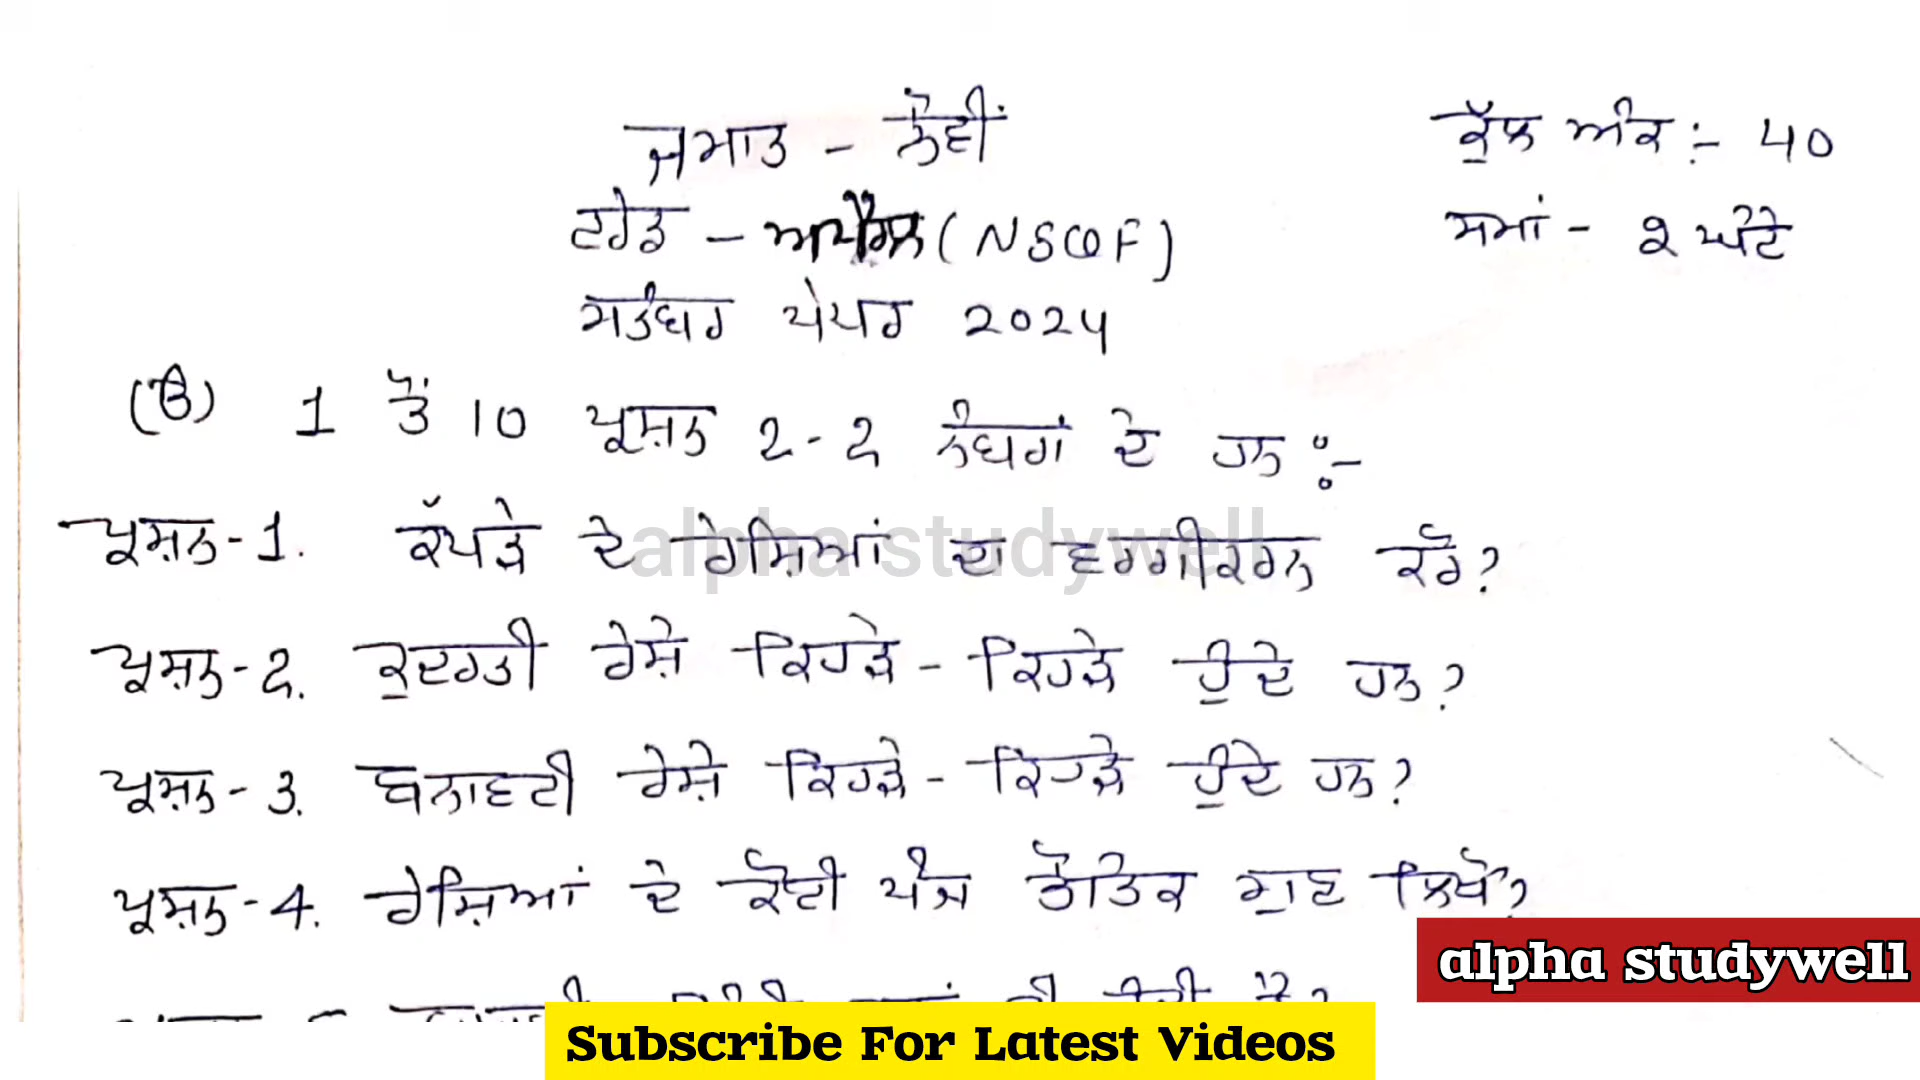 ਜਮਾਤ - ਨੌਵੀਂ
ਕੁੱਲ ਅੰਕ :- 40
ਟਰੇਡ - ਅਪੈਰਲ (NSQF)
ਸਮਾਂ - 2 ਘੰਟੇ
ਸਤੰਬਰ ਪੇਪਰ 2024
(ੳ) 1 ਤੋਂ 10 ਪ੍ਰਸ਼ਨ 2-2 ਨੰਬਰਾਂ ਦੇ ਹਨ :-
ਪ੍ਰਸ਼ਨ-1. ਕੱਪੜੇ ਦੇ ਰੇਸ਼ਿਆਂ ਦਾ ਵਰਗੀਕਰਨ ਕਰੋ?
alpha studywell
ਪ੍ਰਸ਼ਨ-2. ਕੁਦਰਤੀ ਰੇਸ਼ੇ ਕਿਹੜੇ - ਕਿਹੜੇ ਹੁੰਦੇ ਹਨ?
ਪ੍ਰਸ਼ਨ-3. ਬਨਾਵਟੀ ਰੇਸ਼ੇ ਕਿਹੜੇ - ਕਿਹੜੇ ਹੁੰਦੇ ਹਨ?
ਪ੍ਰਸ਼ਨ-4. ਰੇਸ਼ਿਆਂ ਦੇ ਕੋਈ ਪੰਜ ਭੌਤਿਕ ਗੁਣ ਲਿਖੋ?
alpha studywell
Subscribe For Latest Videos